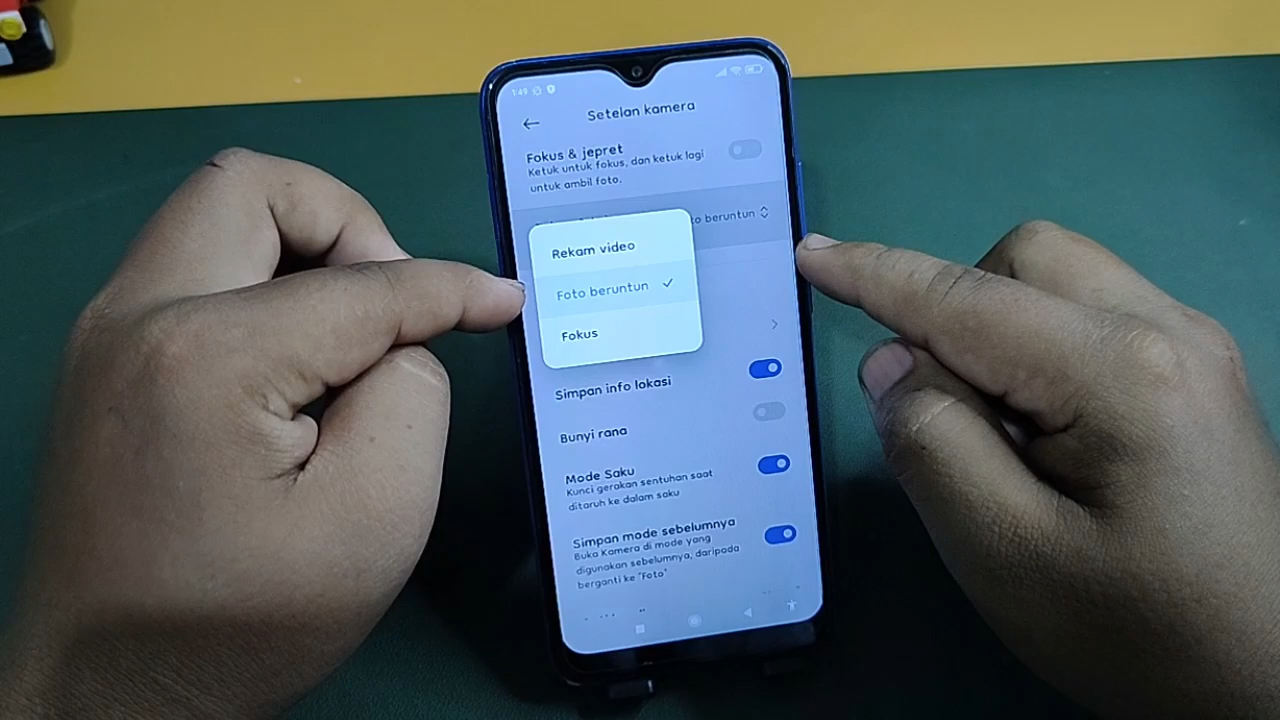 1:49
Setelan kamera
Fokus & jepret
Ketuk untuk fokus, dan ketuk lagi
untuk ambil foto.
to beruntun
Rekam video
Foto beruntun
Fokus
Simpan info lokasi
Bunyi rana
Mode Saku
Kunci gerakan sentuhan saat
ditaruh ke dalam saku
Simpan mode sebelumnya
Buka Kamera di mode yang
digunakan sebelumnya, daripada
berganti ke "Foto"